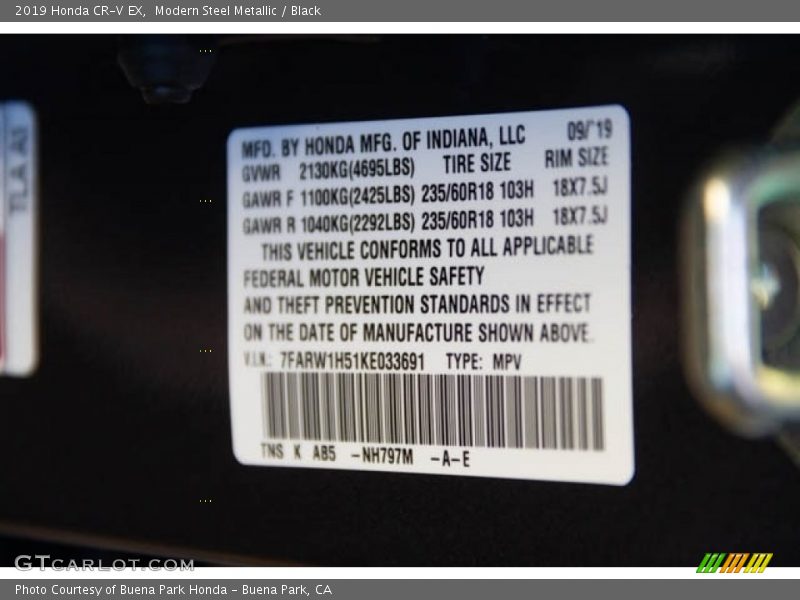 2019 Honda CR-V EX, Modern Steel Metallic / Black
TLA A1
MFD. BY HONDA MFG. OF INDIANA, LLC 09/'19
GVWR 2130KG(4695LBS) TIRE SIZE RIM SIZE
GAWR F 1100KG(2425LBS) 235/60R18 103H 18X7.5J
GAWR R 1040KG(2292LBS) 235/60R18 103H 18X7.5J
THIS VEHICLE CONFORMS TO ALL APPLICABLE
FEDERAL MOTOR VEHICLE SAFETY
AND THEFT PREVENTION STANDARDS IN EFFECT
ON THE DATE OF MANUFACTURE SHOWN ABOVE.
V.I.N.: 7FARW1H51KE033691 TYPE: MPV
TNS K AB5 -NH797M -A-E
GTCARLOT.COM
Photo Courtesy of Buena Park Honda - Buena Park, CA